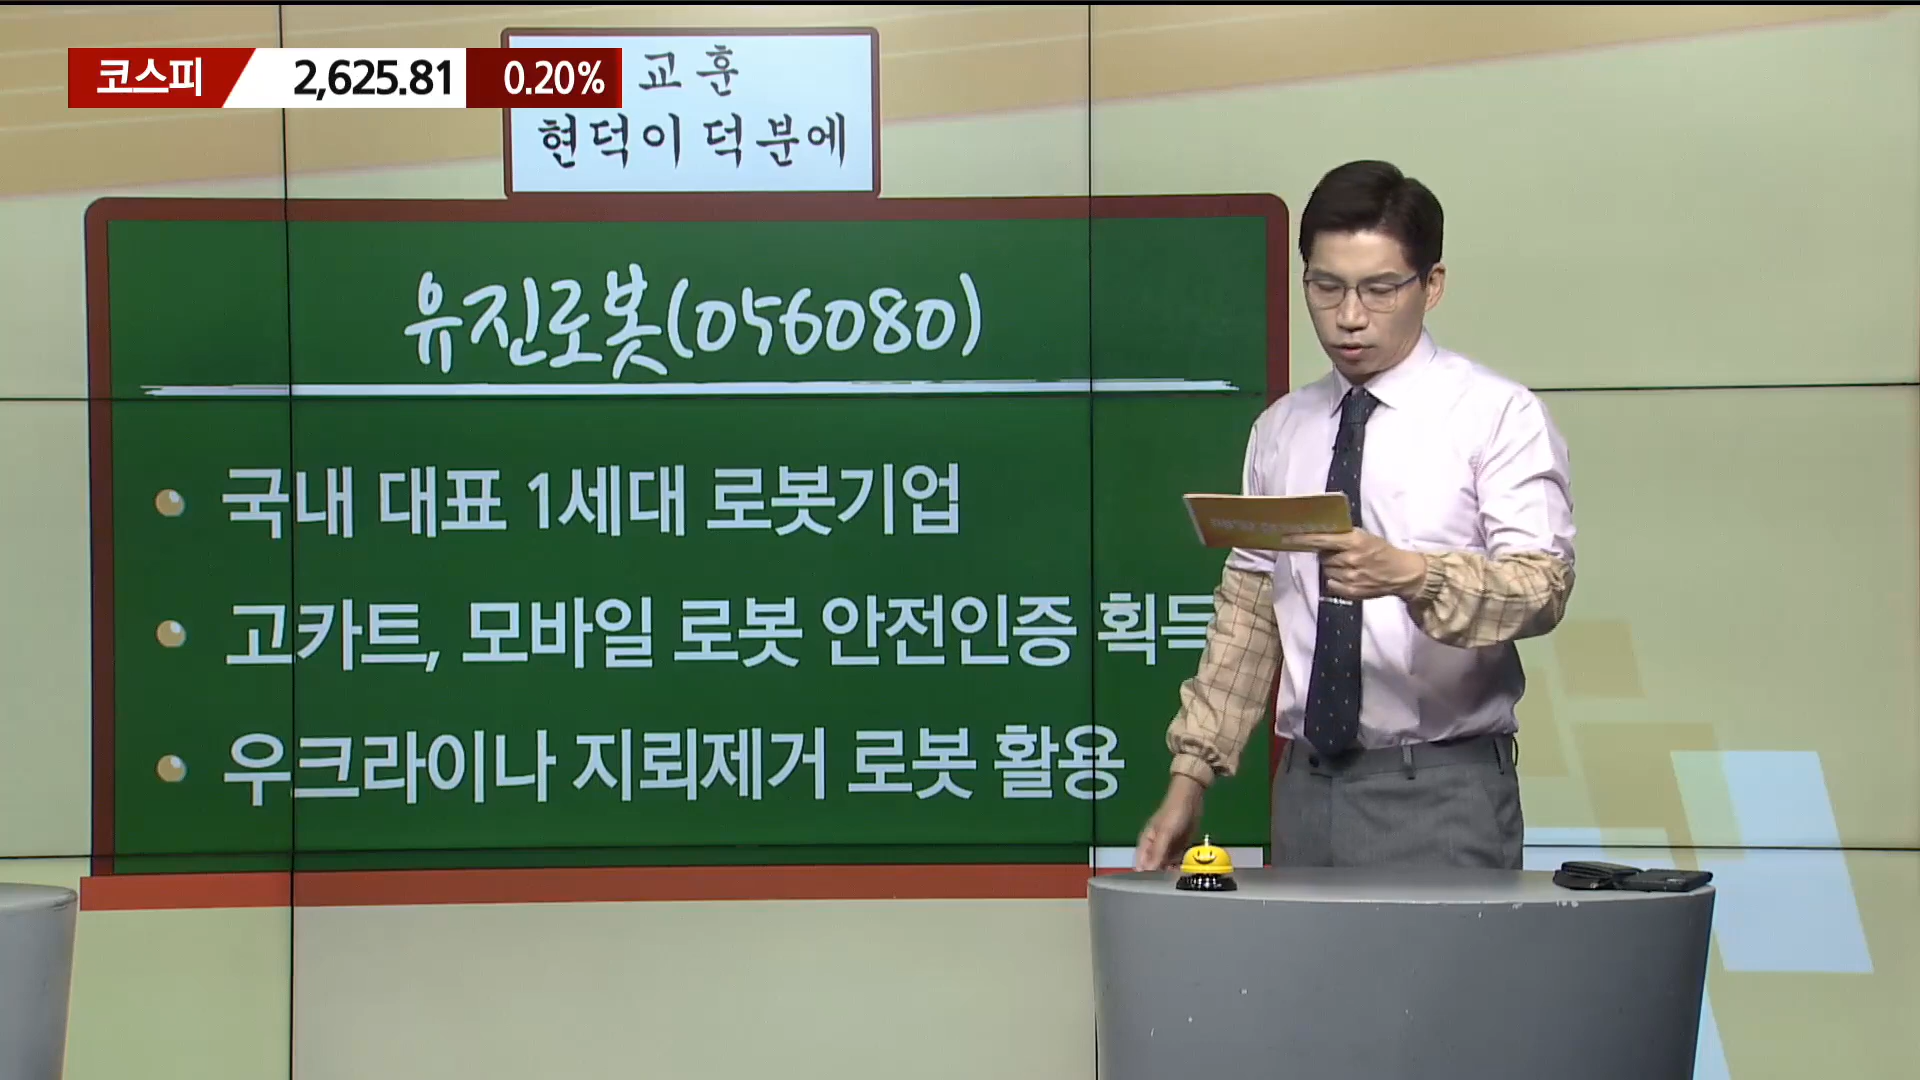 코스피 2,625.81 0.20%
교훈
현덕이 덕분에
유진로봇(056080)
국내 대표 1세대 로봇기업
고카트, 모바일 로봇 안전인증 획득
우크라이나 지뢰제거 로봇 활용